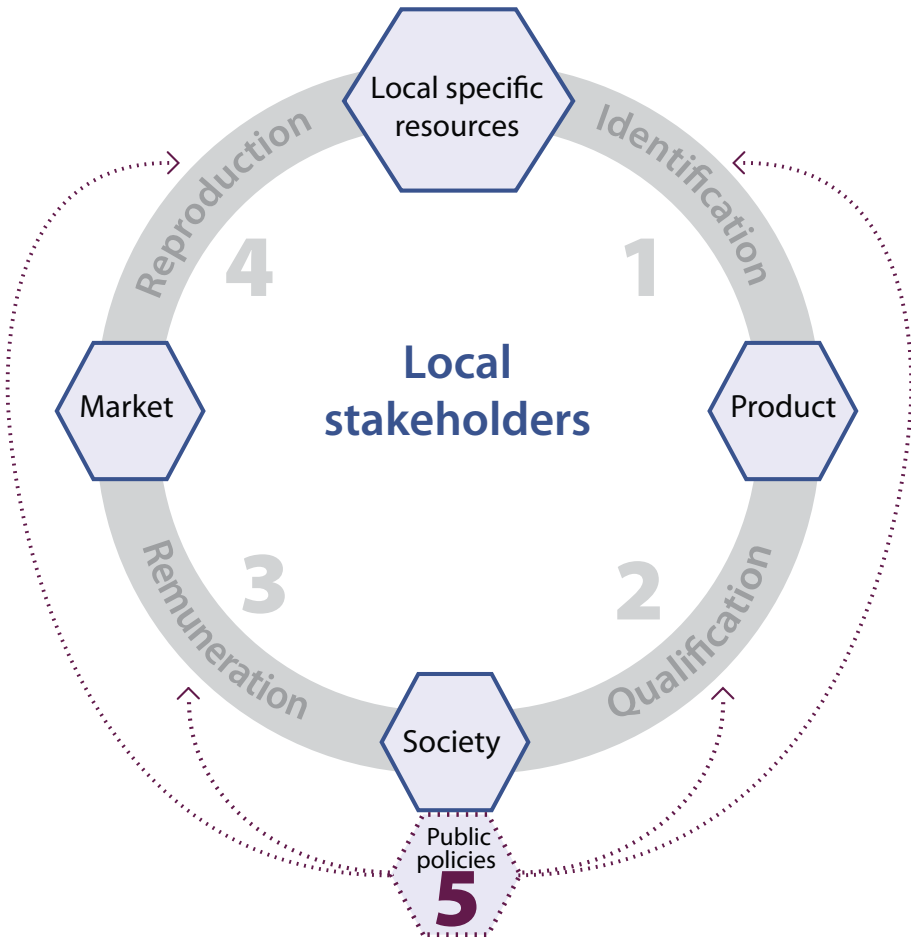 Local specific
resources
Identification
1
Product
Qualification
2
Society
Remuneration
3
Market
Reproduction
4
Local
stakeholders
Public
policies
5